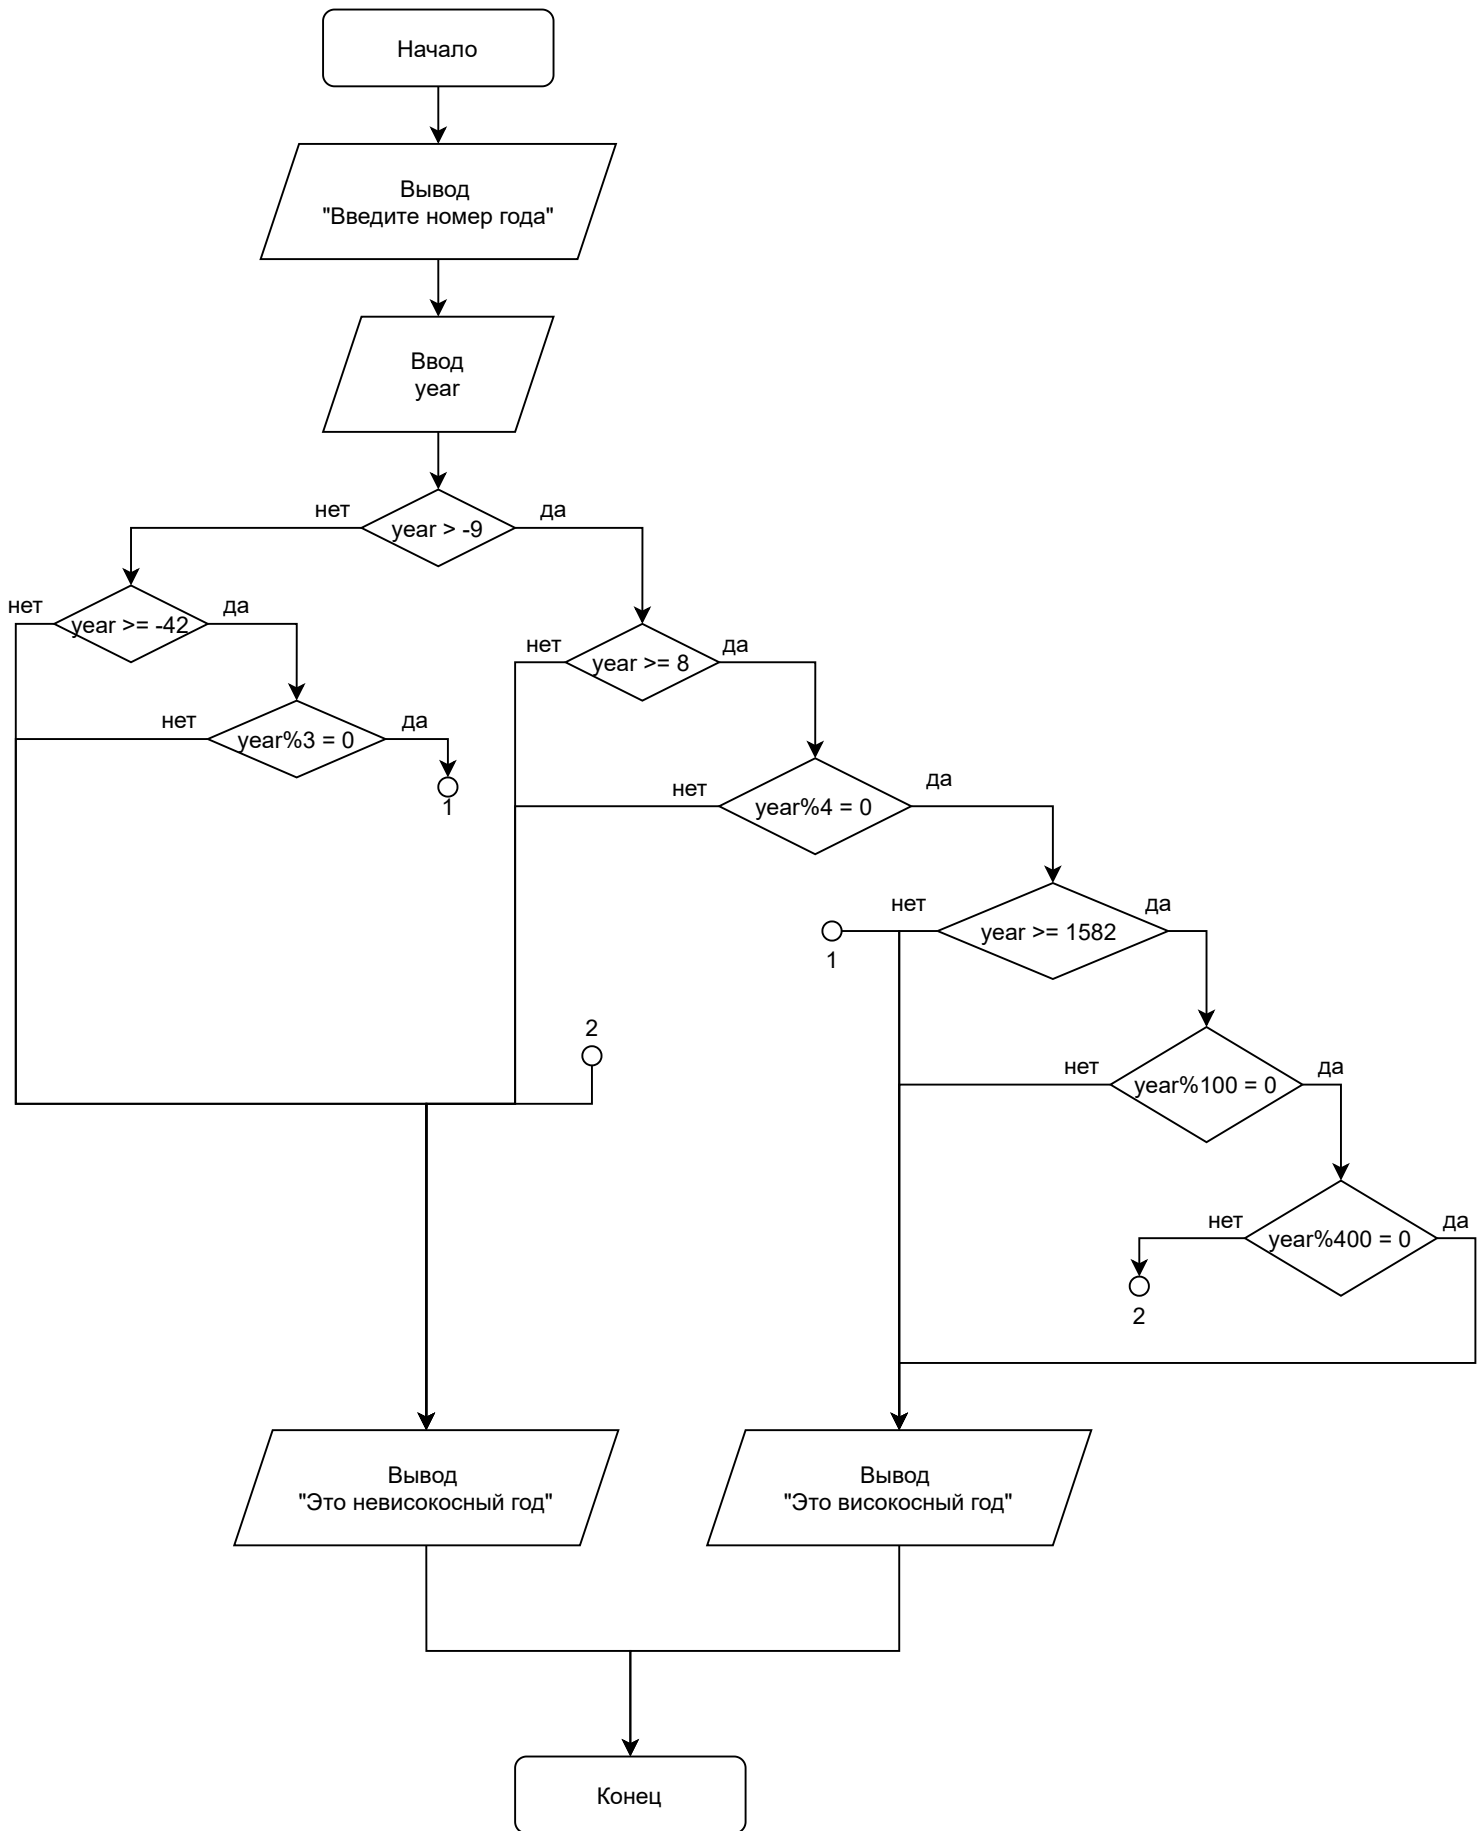 Начало
Вывод
"Введите номер года"
Ввод
year
нет
да
year > -9
нет
да
year >= -42
нет
да
year >= 8
нет
да
year%3 = 0
1
нет
да
year%4 = 0
нет
да
year >= 1582
1
2
нет
да
year%100 = 0
нет
да
year%400 = 0
2
Вывод
"Это невисокосный год"
Вывод
"Это високосный год"
Конец